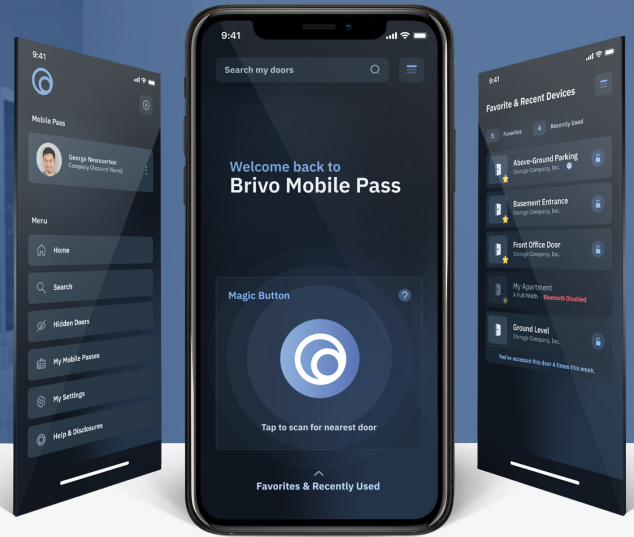 9:41
Mobile Pass
George Newuserton
Company (Account Name)
Menu
Home
Search
Hidden Doors
My Mobile Passes
My Settings
Help & Disclosures
9:41
Search my doors
Welcome back to
Brivo Mobile Pass
Magic Button
?
Tap to scan for nearest door
Favorites & Recently Used
9:41
Favorite & Recent Devices
5 Favorites 4 Recently Used
Above-Ground Parking
Storage Company, Inc.
Basement Entrance
Storage Company, Inc.
Front Office Door
Storage Company, Inc.
My Apartment
A Full Width · Bluetooth Disabled
Ground Level
Storage Company, Inc.
You've accessed this door 4 times this week.